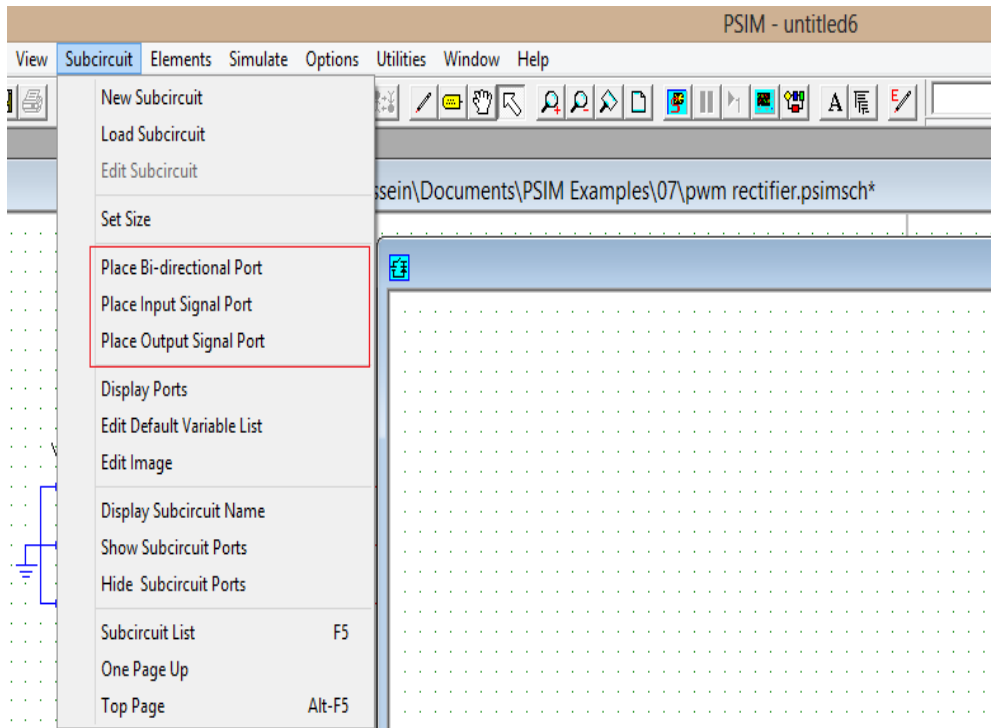 PSIM - untitled6
View Subcircuit Elements Simulate Options Utilities Window Help
New Subcircuit
Load Subcircuit
Edit Subcircuit
ssein\Documents\PSIM Examples\07\pwm rectifier.psimsch*
Set Size
Place Bi-directional Port
Place Input Signal Port
Place Output Signal Port
Display Ports
Edit Default Variable List
Edit Image
Display Subcircuit Name
Show Subcircuit Ports
Hide Subcircuit Ports
Subcircuit List F5
One Page Up
Top Page Alt-F5